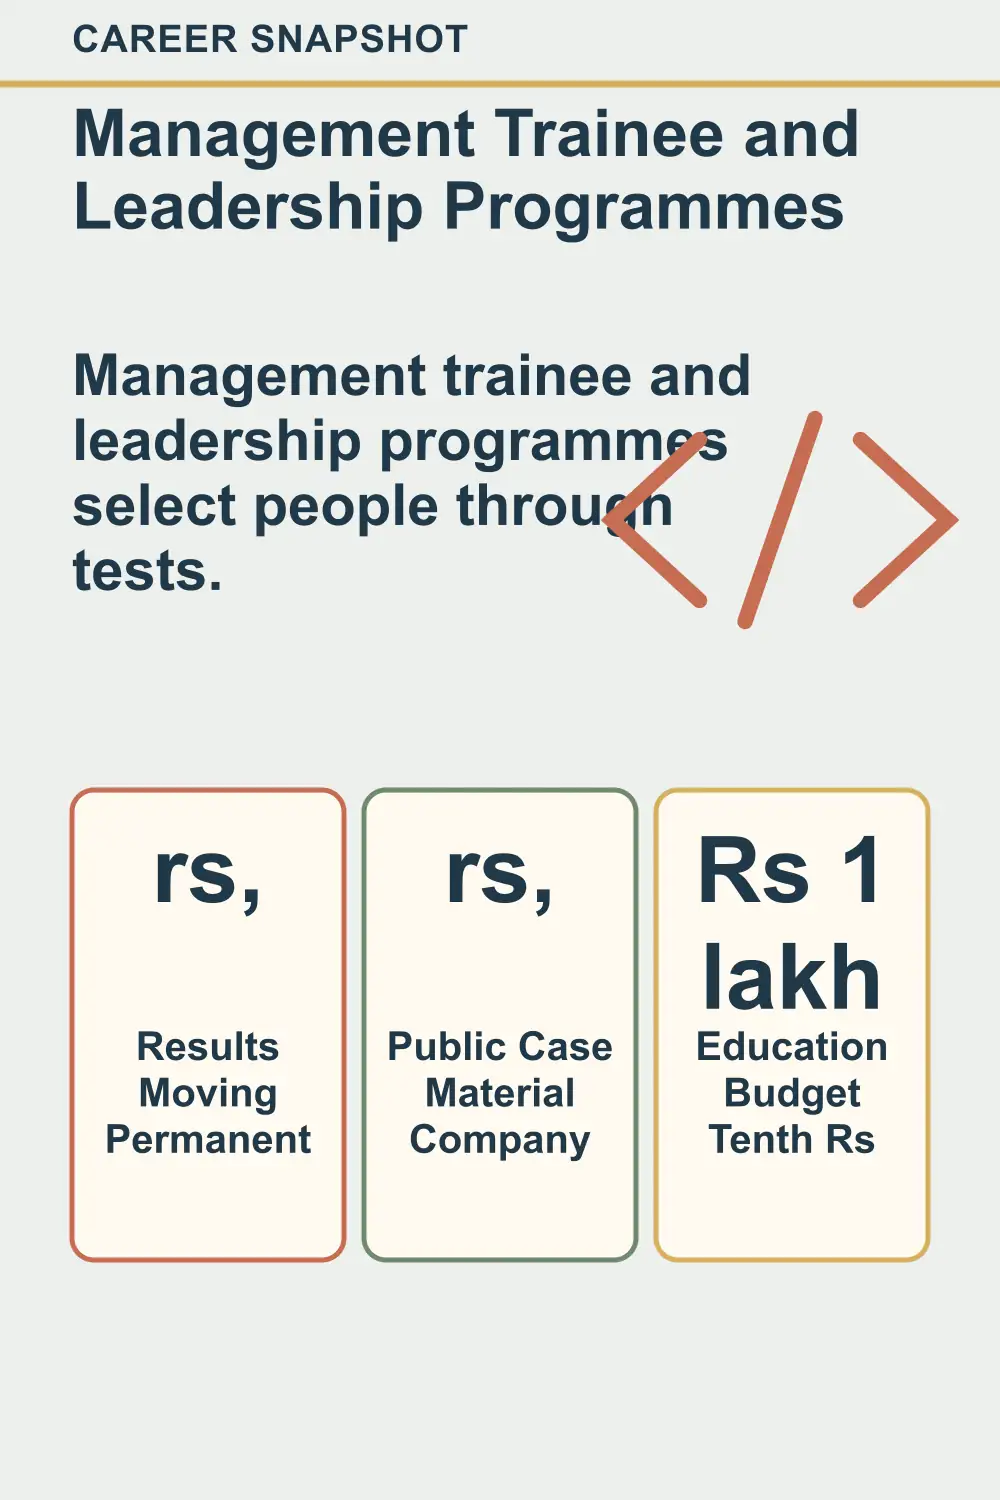 CAREER SNAPSHOT
Management Trainee and
Leadership Programmes
Management trainee and
leadership programmes
select people through
tests.
rs,
Results
Moving
Permanent
rs,
Public Case
Material
Company
Rs 1
lakh
Education
Budget
Tenth Rs